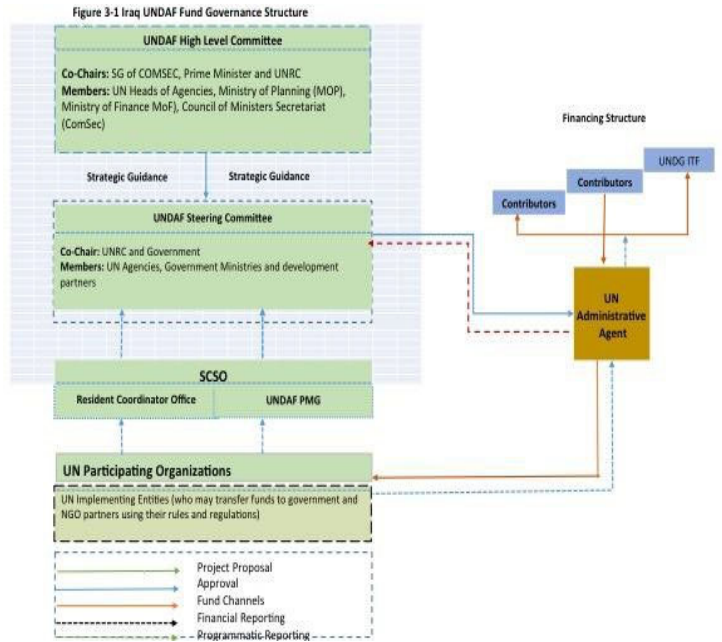 Figure 3-1 Iraq UNDAF Fund Governance Structure
UNDAF High Level Committee
Co-Chairs: SG of COMSEC, Prime Minister and UNRC
Members: UN Heads of Agencies, Ministry of Planning (MOP),
Ministry of Finance MoF), Council of Ministers Secretariat
(ComSec)
Strategic Guidance
Strategic Guidance
UNDAF Steering Committee
Co-Chair: UNRC and Government
Members: UN Agencies, Government Ministries and development
partners
SCSO
Resident Coordinator Office
UNDAF PMG
UN Participating Organizations
UN Implementing Entities (who may transfer funds to government and
NGO partners using their rules and regulations)
Project Proposal
Approval
Fund Channels
Financial Reporting
Programmatic Reporting
Financing Structure
UNDG ITF
Contributors
Contributors
UN
Administrative
Agent